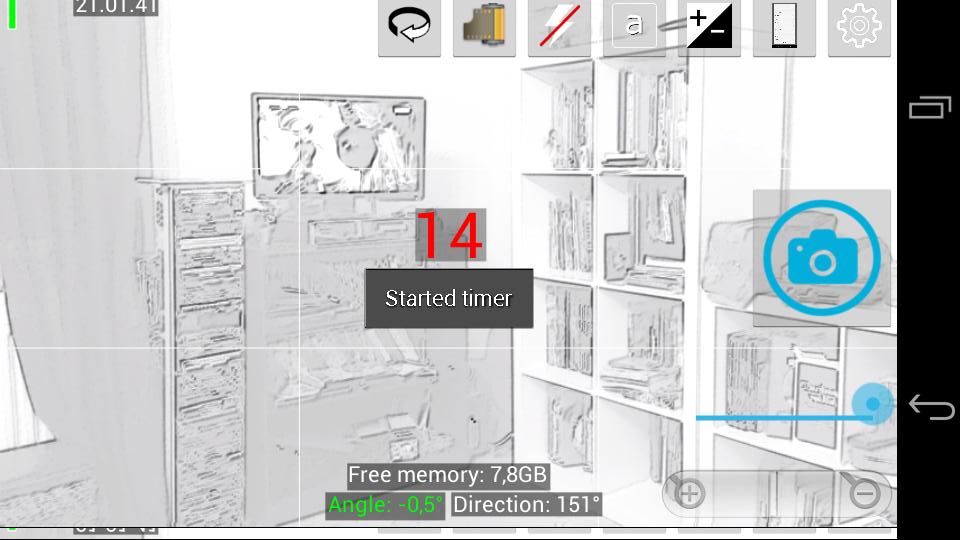 21.01.41
a
14
Started timer
Free memory: 7,8GB
Angle: -0,5° Direction: 151°